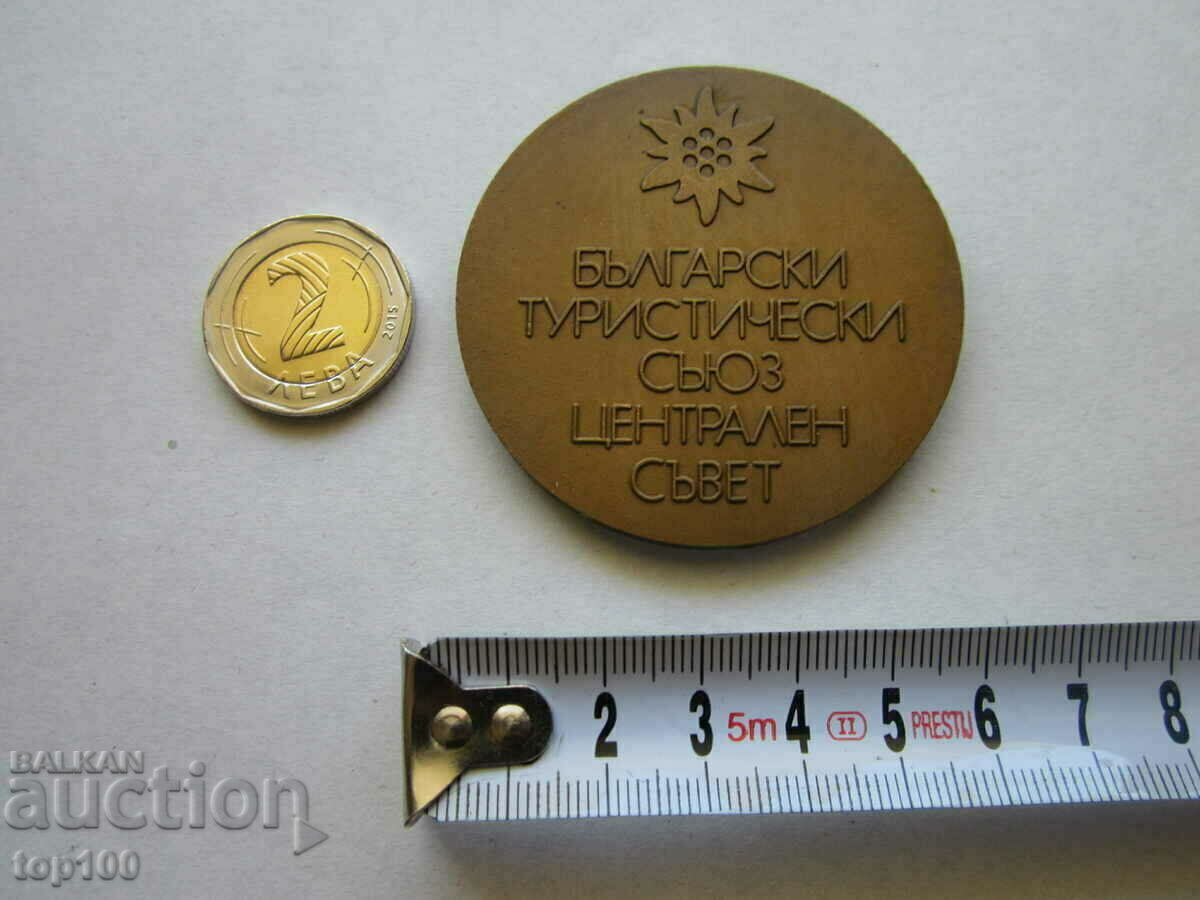 БЪЛГАРСКИ
ТУРИСТИЧЕСКИ
СЪЮЗ
ЦЕНТРАЛЕН
СЪВЕТ
2
ЛЕВА 2015
2 3 5m 4 II 5 PRESTIJ 6 7 8
BALKAN
auction
top100